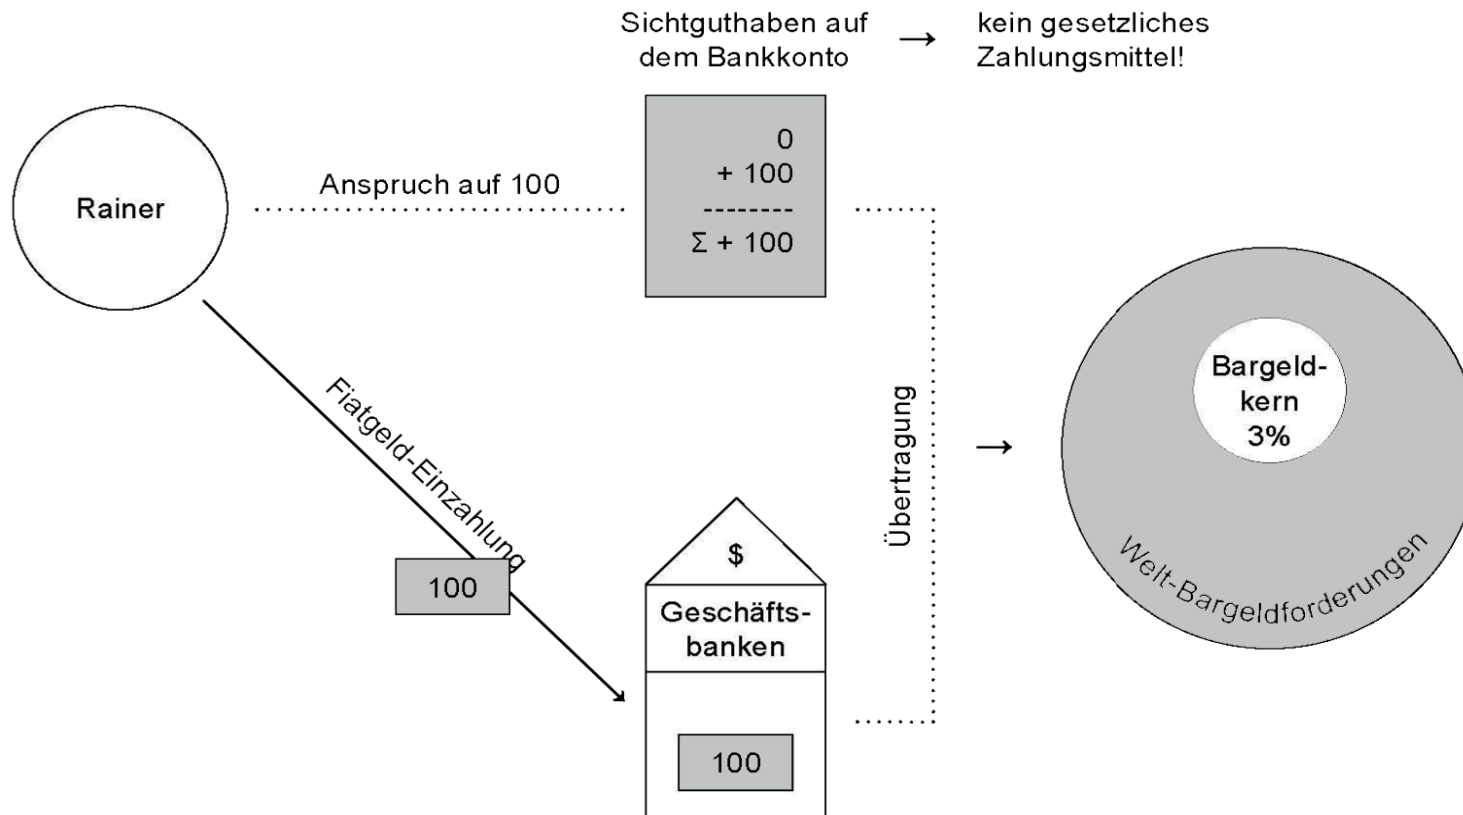 Sichtguthaben auf
dem Bankkonto
→
kein gesetzliches
Zahlungsmittel!
Rainer
Anspruch auf 100
0
+ 100
--------
Σ + 100
Fiatgeld-Einzahlung
100
$
Geschäfts-
banken
100
Übertragung
→
Bargeld-
kern
3%
Welt-Bargeldforderungen